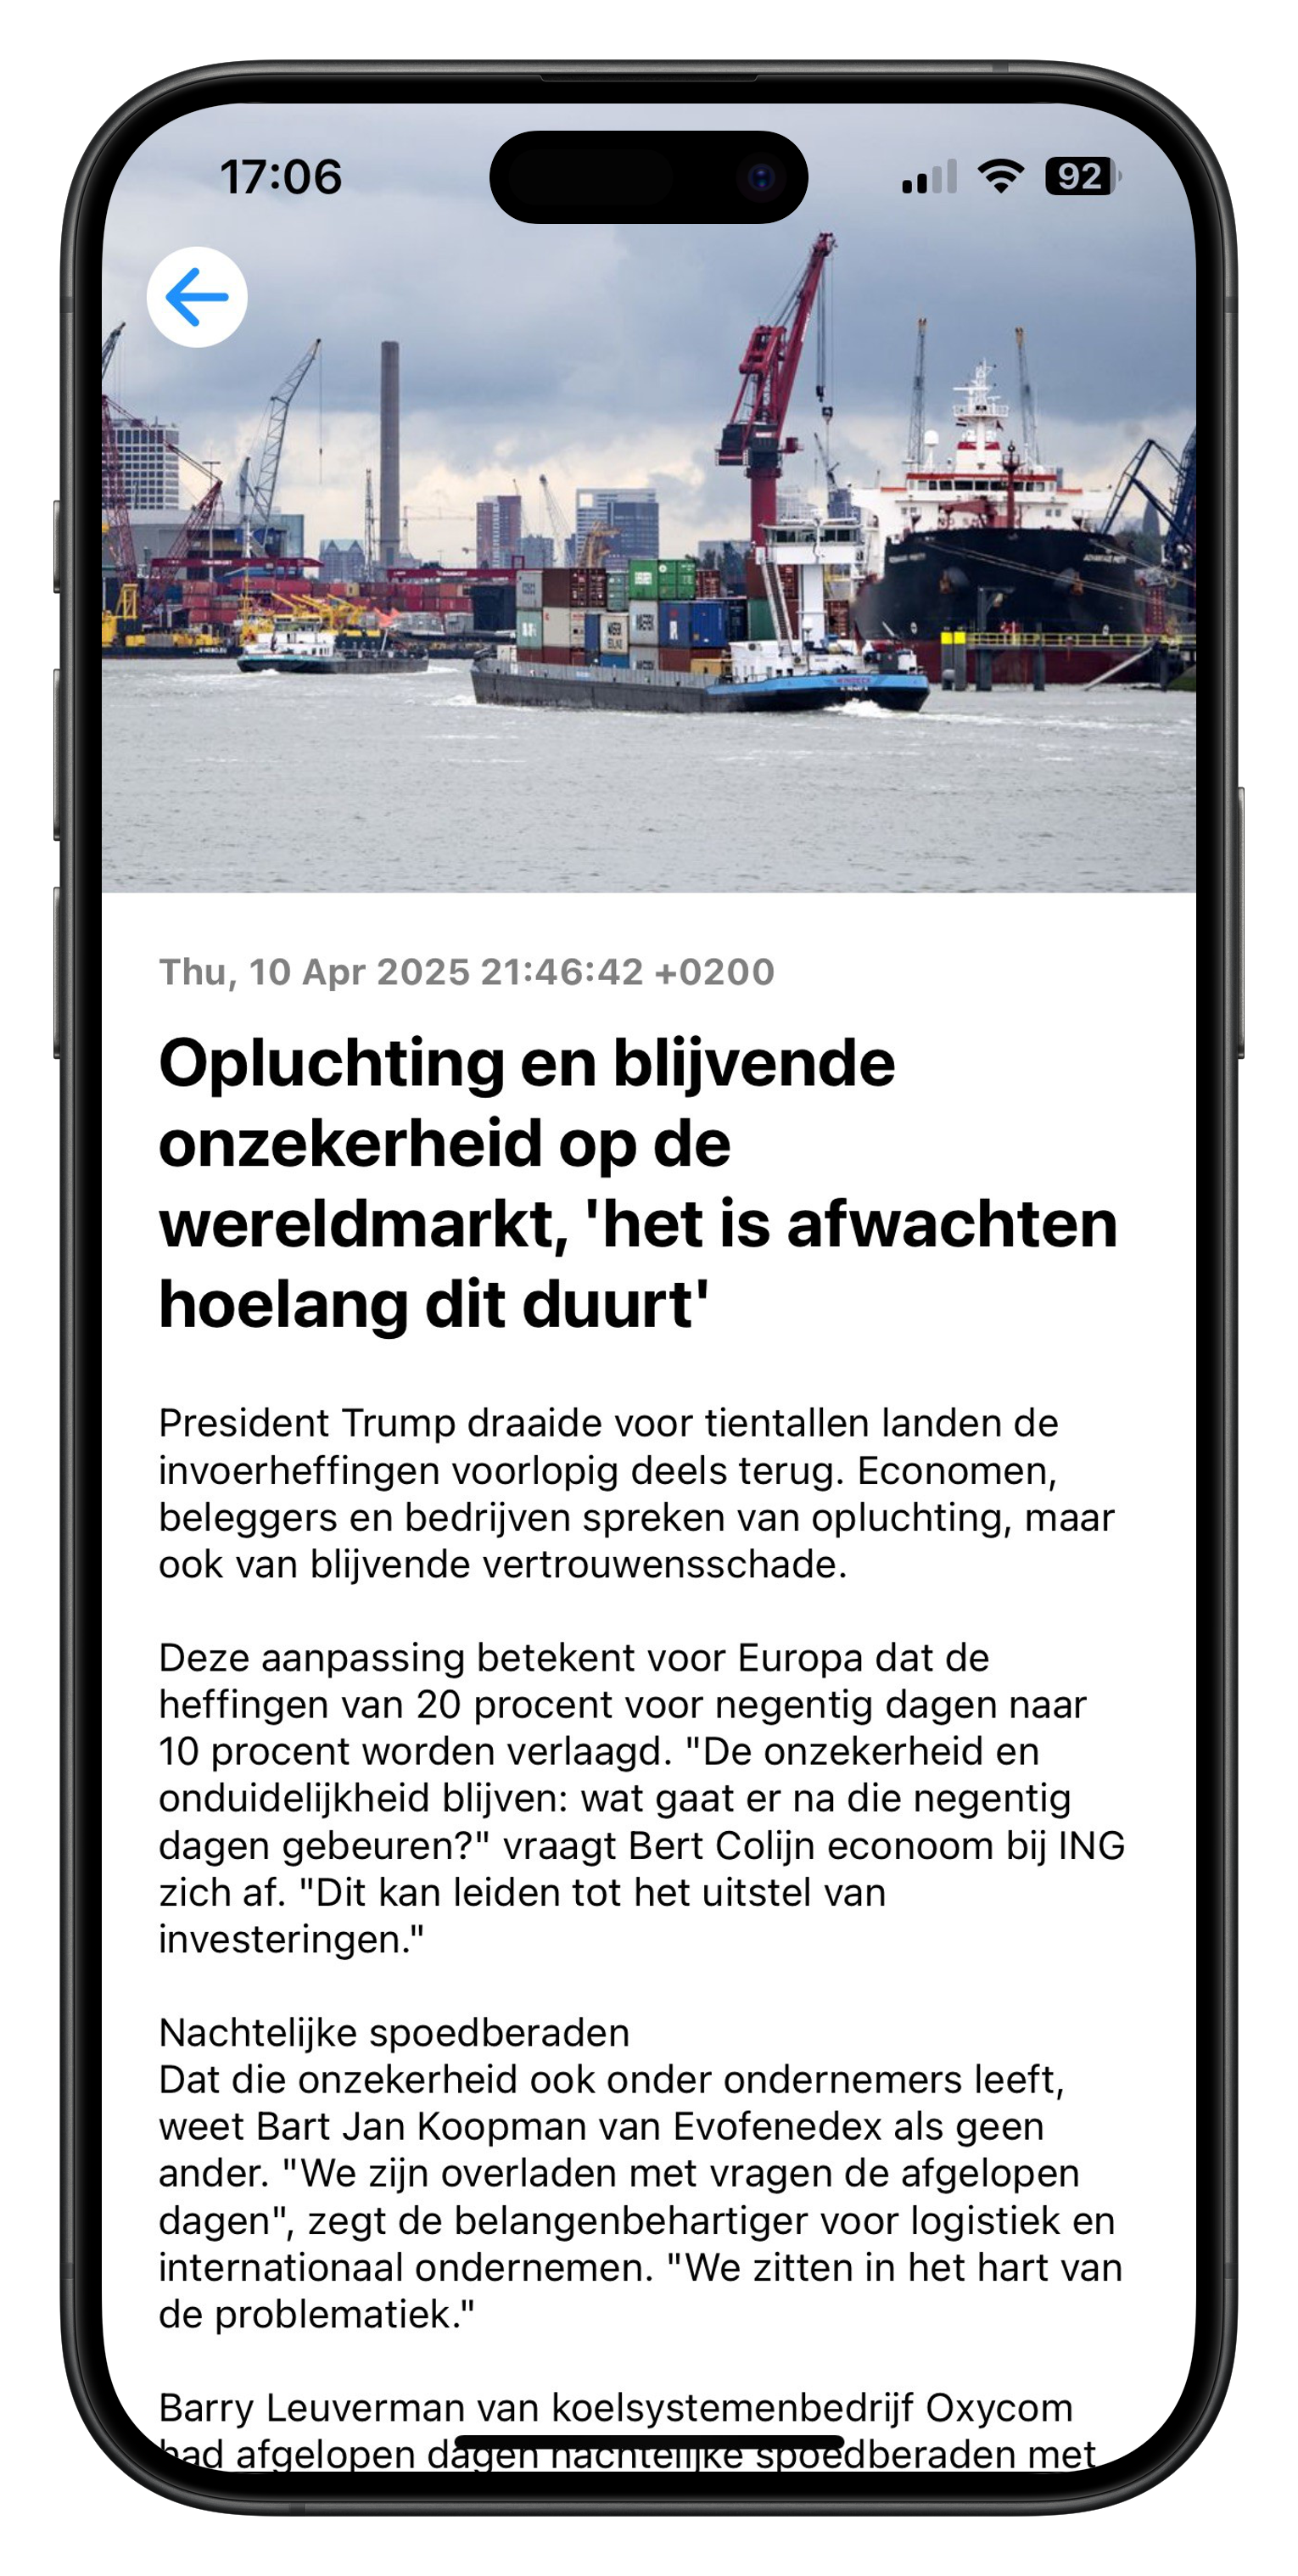 17:06
92
Thu, 10 Apr 2025 21:46:42 +0200
Opluchting en blijvende
onzekerheid op de
wereldmarkt, 'het is afwachten
hoelang dit duurt'
President Trump draaide voor tientallen landen de
invoerheffingen voorlopig deels terug. Economen,
beleggers en bedrijven spreken van opluchting, maar
ook van blijvende vertrouwensschade.
Deze aanpassing betekent voor Europa dat de
heffingen van 20 procent voor negentig dagen naar
10 procent worden verlaagd. "De onzekerheid en
onduidelijkheid blijven: wat gaat er na die negentig
dagen gebeuren?" vraagt Bert Colijn econoom bij ING
zich af. "Dit kan leiden tot het uitstel van
investeringen."
Nachtelijke spoedberaden
Dat die onzekerheid ook onder ondernemers leeft,
weet Bart Jan Koopman van Evofenedex als geen
ander. "We zijn overladen met vragen de afgelopen
dagen", zegt de belangenbehartiger voor logistiek en
internationaal ondernemen. "We zitten in het hart van
de problematiek."
Barry Leuverman van koelsystemenbedrijf Oxycom
had afgelopen dagen nachtelijke spoedberaden met